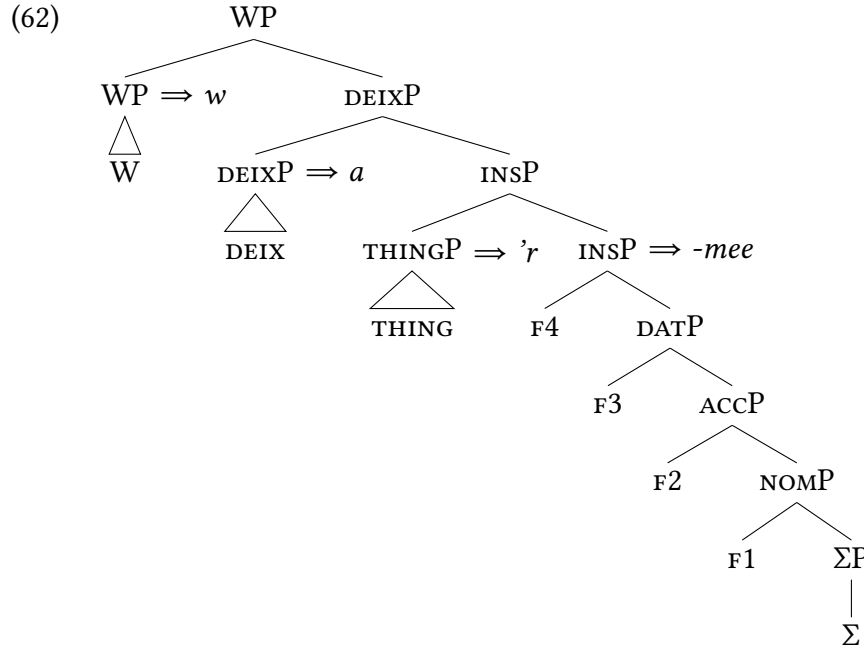 (62) WP
WP ⇒ w DEIXP
W DEIXP ⇒ a INSP
DEIX THINGP ⇒ ’r INSP ⇒ -mee
THING F4 DATP
F3 ACCP
F2 NOMP
F1 ΣP
Σ